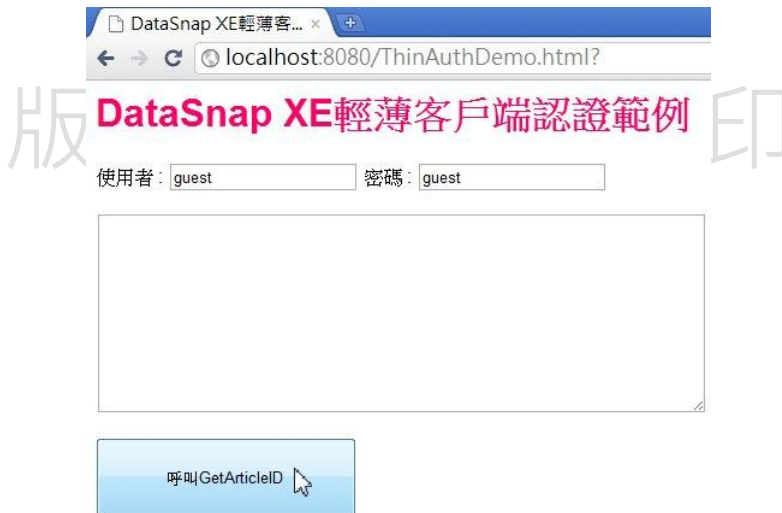 DataSnap XE輕薄客...
localhost:8080/ThinAuthDemo.html?
版
印
DataSnap XE輕薄客戶端認證範例
使用者 : guest 密碼 : guest
呼叫GetArticleID